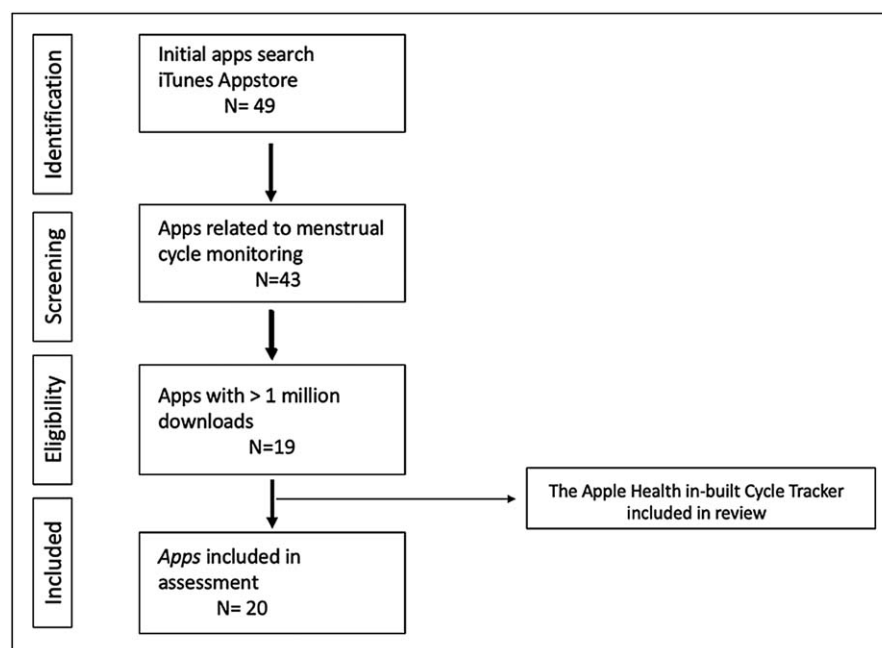 Identification
Initial apps search
iTunes Appstore
N= 49
Screening
Apps related to menstrual
cycle monitoring
N=43
Eligibility
Apps with > 1 million
downloads
N=19
The Apple Health in-built Cycle Tracker
included in review
Included
Apps included in
assessment
N= 20